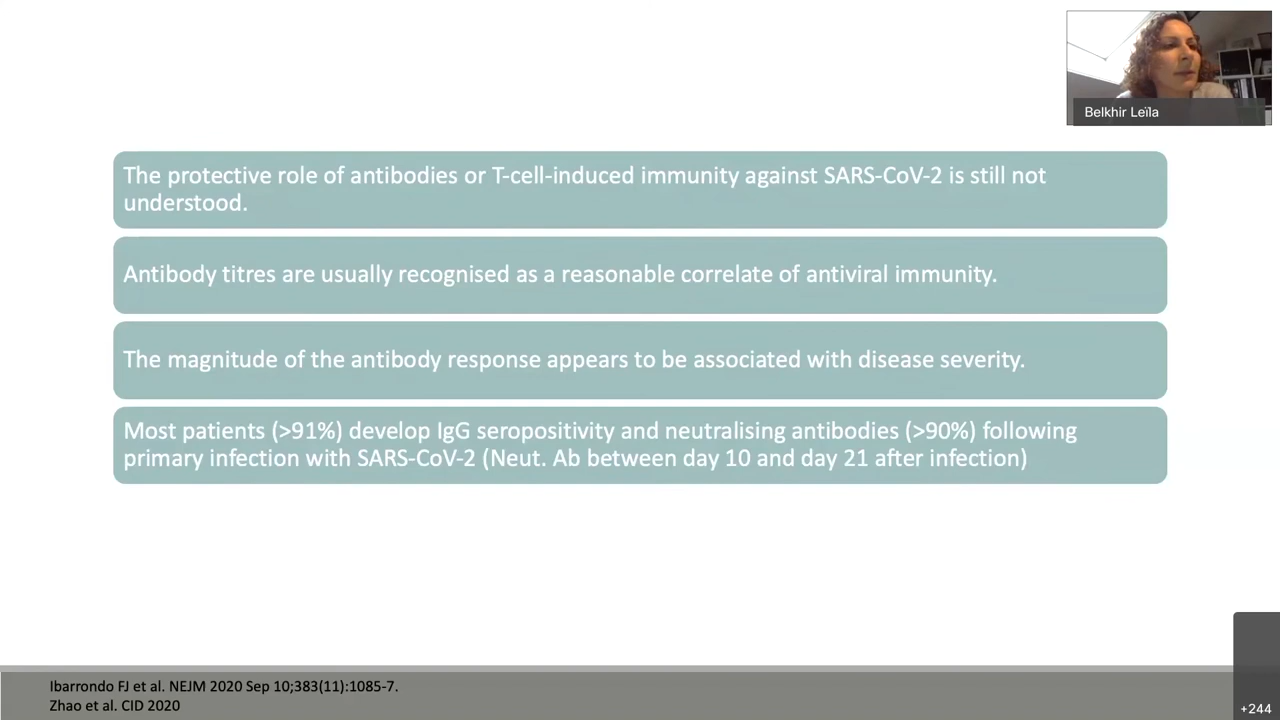 Belkhir Leïla
The protective role of antibodies or T-cell-induced immunity against SARS-CoV-2 is still not
understood.
Antibody titres are usually recognised as a reasonable correlate of antiviral immunity.
The magnitude of the antibody response appears to be associated with disease severity.
Most patients (>91%) develop IgG seropositivity and neutralising antibodies (>90%) following
primary infection with SARS-CoV-2 (Neut. Ab between day 10 and day 21 after infection)
Ibarrondo FJ et al. NEJM 2020 Sep 10;383(11):1085-7.
Zhao et al. CID 2020
+244